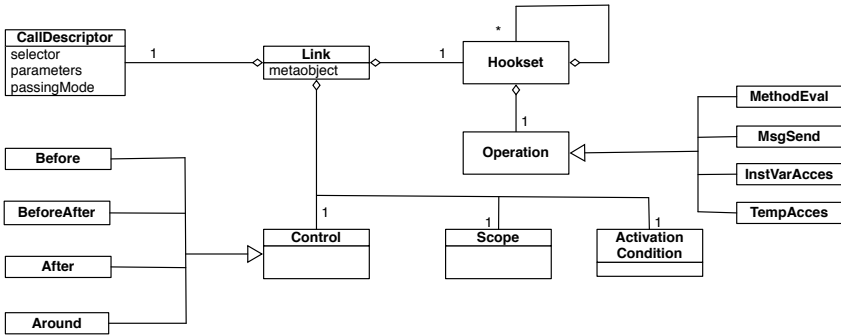 CallDescriptor
selector
parameters
passingMode
1
Link
metaobject
1
*
Hookset
1
Operation
MethodEval
MsgSend
InstVarAcces
TempAcces
Before
BeforeAfter
After
Around
1
Control
1
Scope
1
Activation
Condition